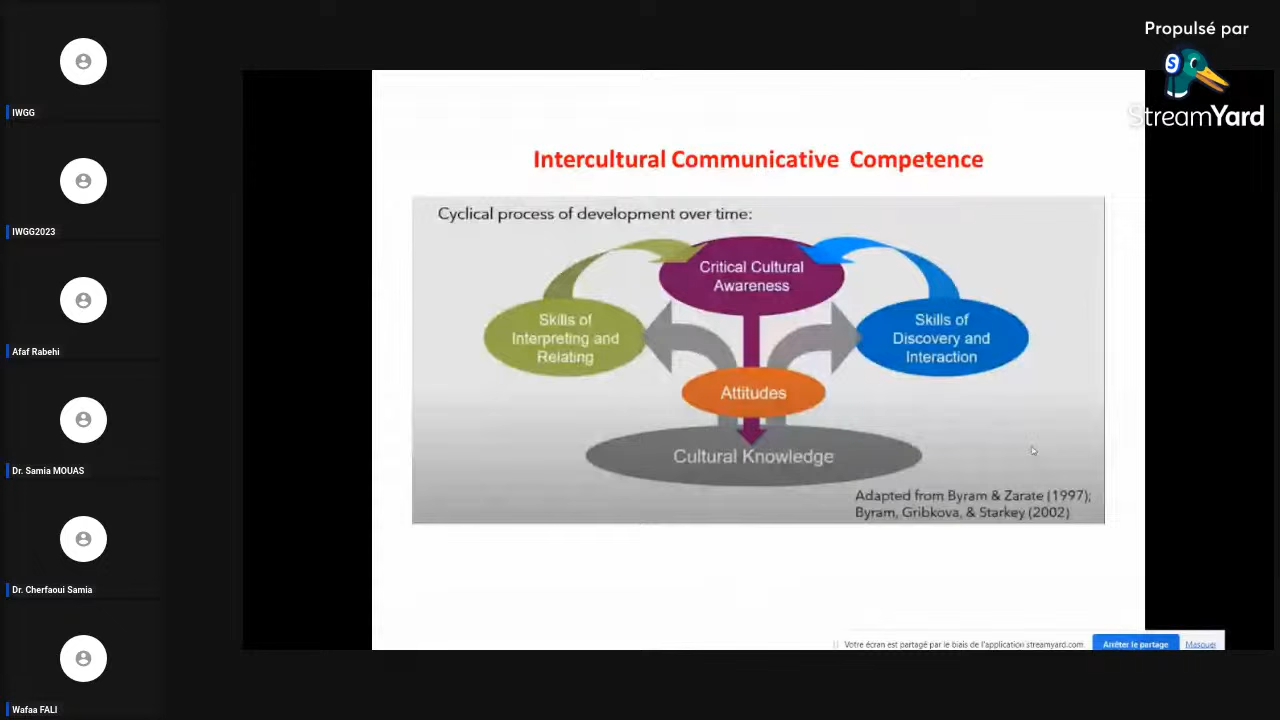 IWGG
IWGG2023
Afaf Rabehi
Dr. Samia MOUAS
Dr. Cherfaoui Samia
Wafaa FALI
Propulsé par
StreamYard
Intercultural Communicative Competence
Cyclical process of development over time:
Critical Cultural
Awareness
Skills of
Interpreting and
Relating
Skills of
Discovery and
Interaction
Attitudes
Cultural Knowledge
Adapted from Byram & Zarate (1997);
Byram, Gribkova, & Starkey (2002)
Votre écran est partagé par le biais de l'application streamyard.com.
Arrêter le partage
Masquer